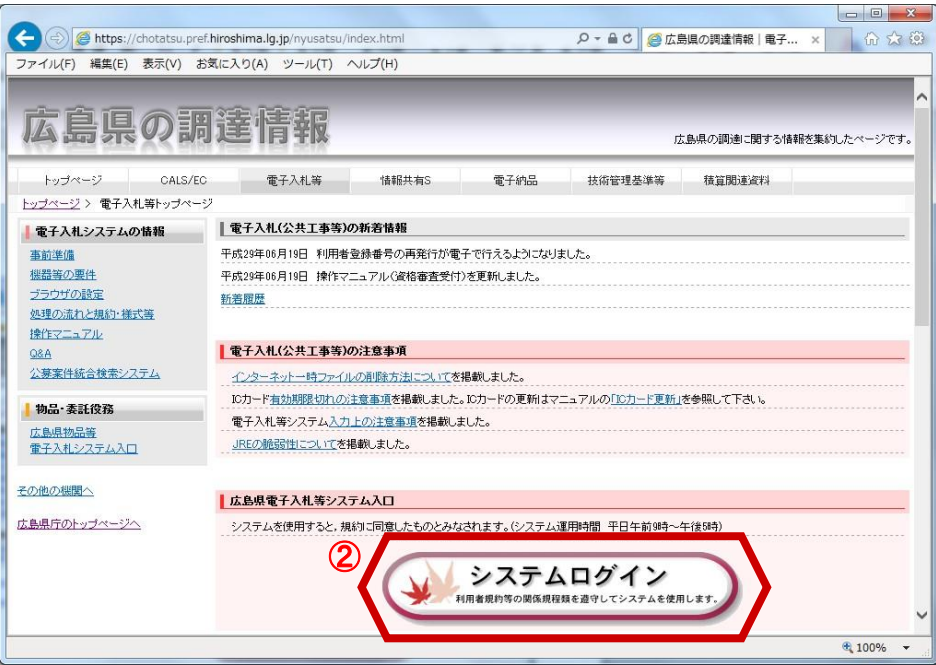 https://chotatsu.pref.hiroshima.lg.jp/nyusatsu/index.html
広島県の調達情報 | 電子...
ファイル(F) 編集(E) 表示(V) お気に入り(A) ツール(T) ヘルプ(H)
広島県の調達情報
広島県の調達に関する情報を集約したページです。
トップページ CALS/EC 電子入札等 情報共有S 電子納品 技術管理基準等 積算関連資料
トップページ > 電子入札等トップページ
電子入札システムの情報
事前準備
機器等の要件
ブラウザの設定
処理の流れと規約・様式等
操作マニュアル
Q&A
公募案件統合検索システム
物品・委託役務
広島県物品等
電子入札システム入口
その他の機関へ
広島県庁のトップページへ
電子入札(公共工事等)の新着情報
平成29年06月19日 利用者登録番号の再発行が電子で行えるようになりました。
平成29年06月19日 操作マニュアル(資格審査受付)を更新しました。
新着履歴
電子入札(公共工事等)の注意事項
インターネット一時ファイルの削除方法についてを掲載しました。
ICカード有効期限切れの注意事項を掲載しました。ICカードの更新はマニュアルの「ICカード更新」を参照して下さい。
電子入札等システム入力上の注意事項を掲載しました。
JREの脆弱性についてを掲載しました。
広島県電子入札等システム入口
システムを使用すると,規約に同意したものとみなされます。(システム運用時間 平日午前9時～午後5時)
②
システムログイン
利用者規約等の関係規程類を遵守してシステムを使用します。
100%